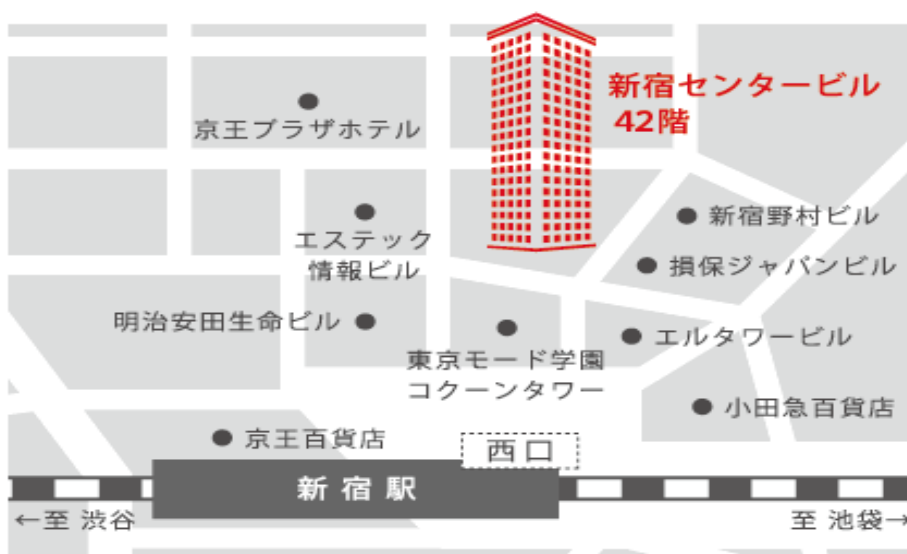 新宿センタービル
42階
京王プラザホテル
新宿野村ビル
エステック
情報ビル
損保ジャパンビル
明治安田生命ビル
エルタワービル
東京モード学園
コクーンタワー
小田急百貨店
京王百貨店
西口
新宿駅
←至 渋谷
至 池袋→